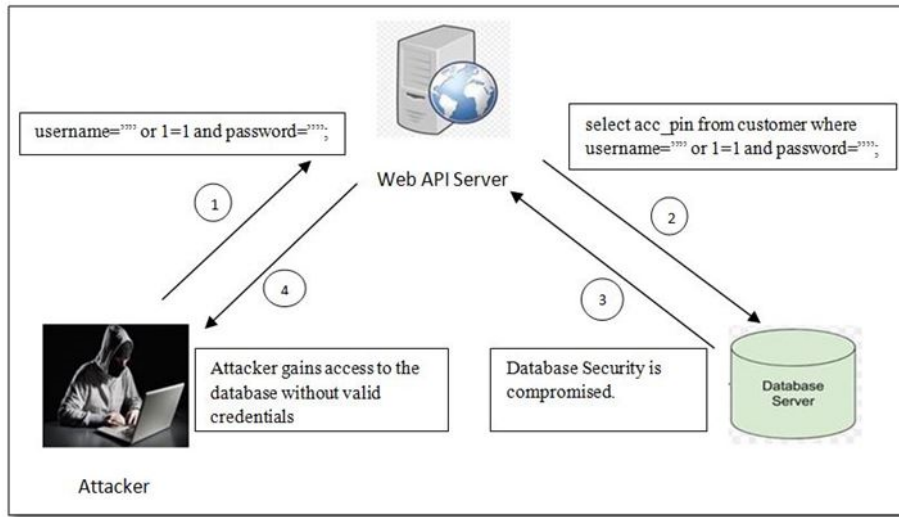 username=”” or 1=1 and password=””;
select acc_pin from customer where
username=”” or 1=1 and password=””;
Web API Server
1
2
4
3
Attacker gains access to the
database without valid
credentials
Database Security is
compromised.
Database
Server
Attacker